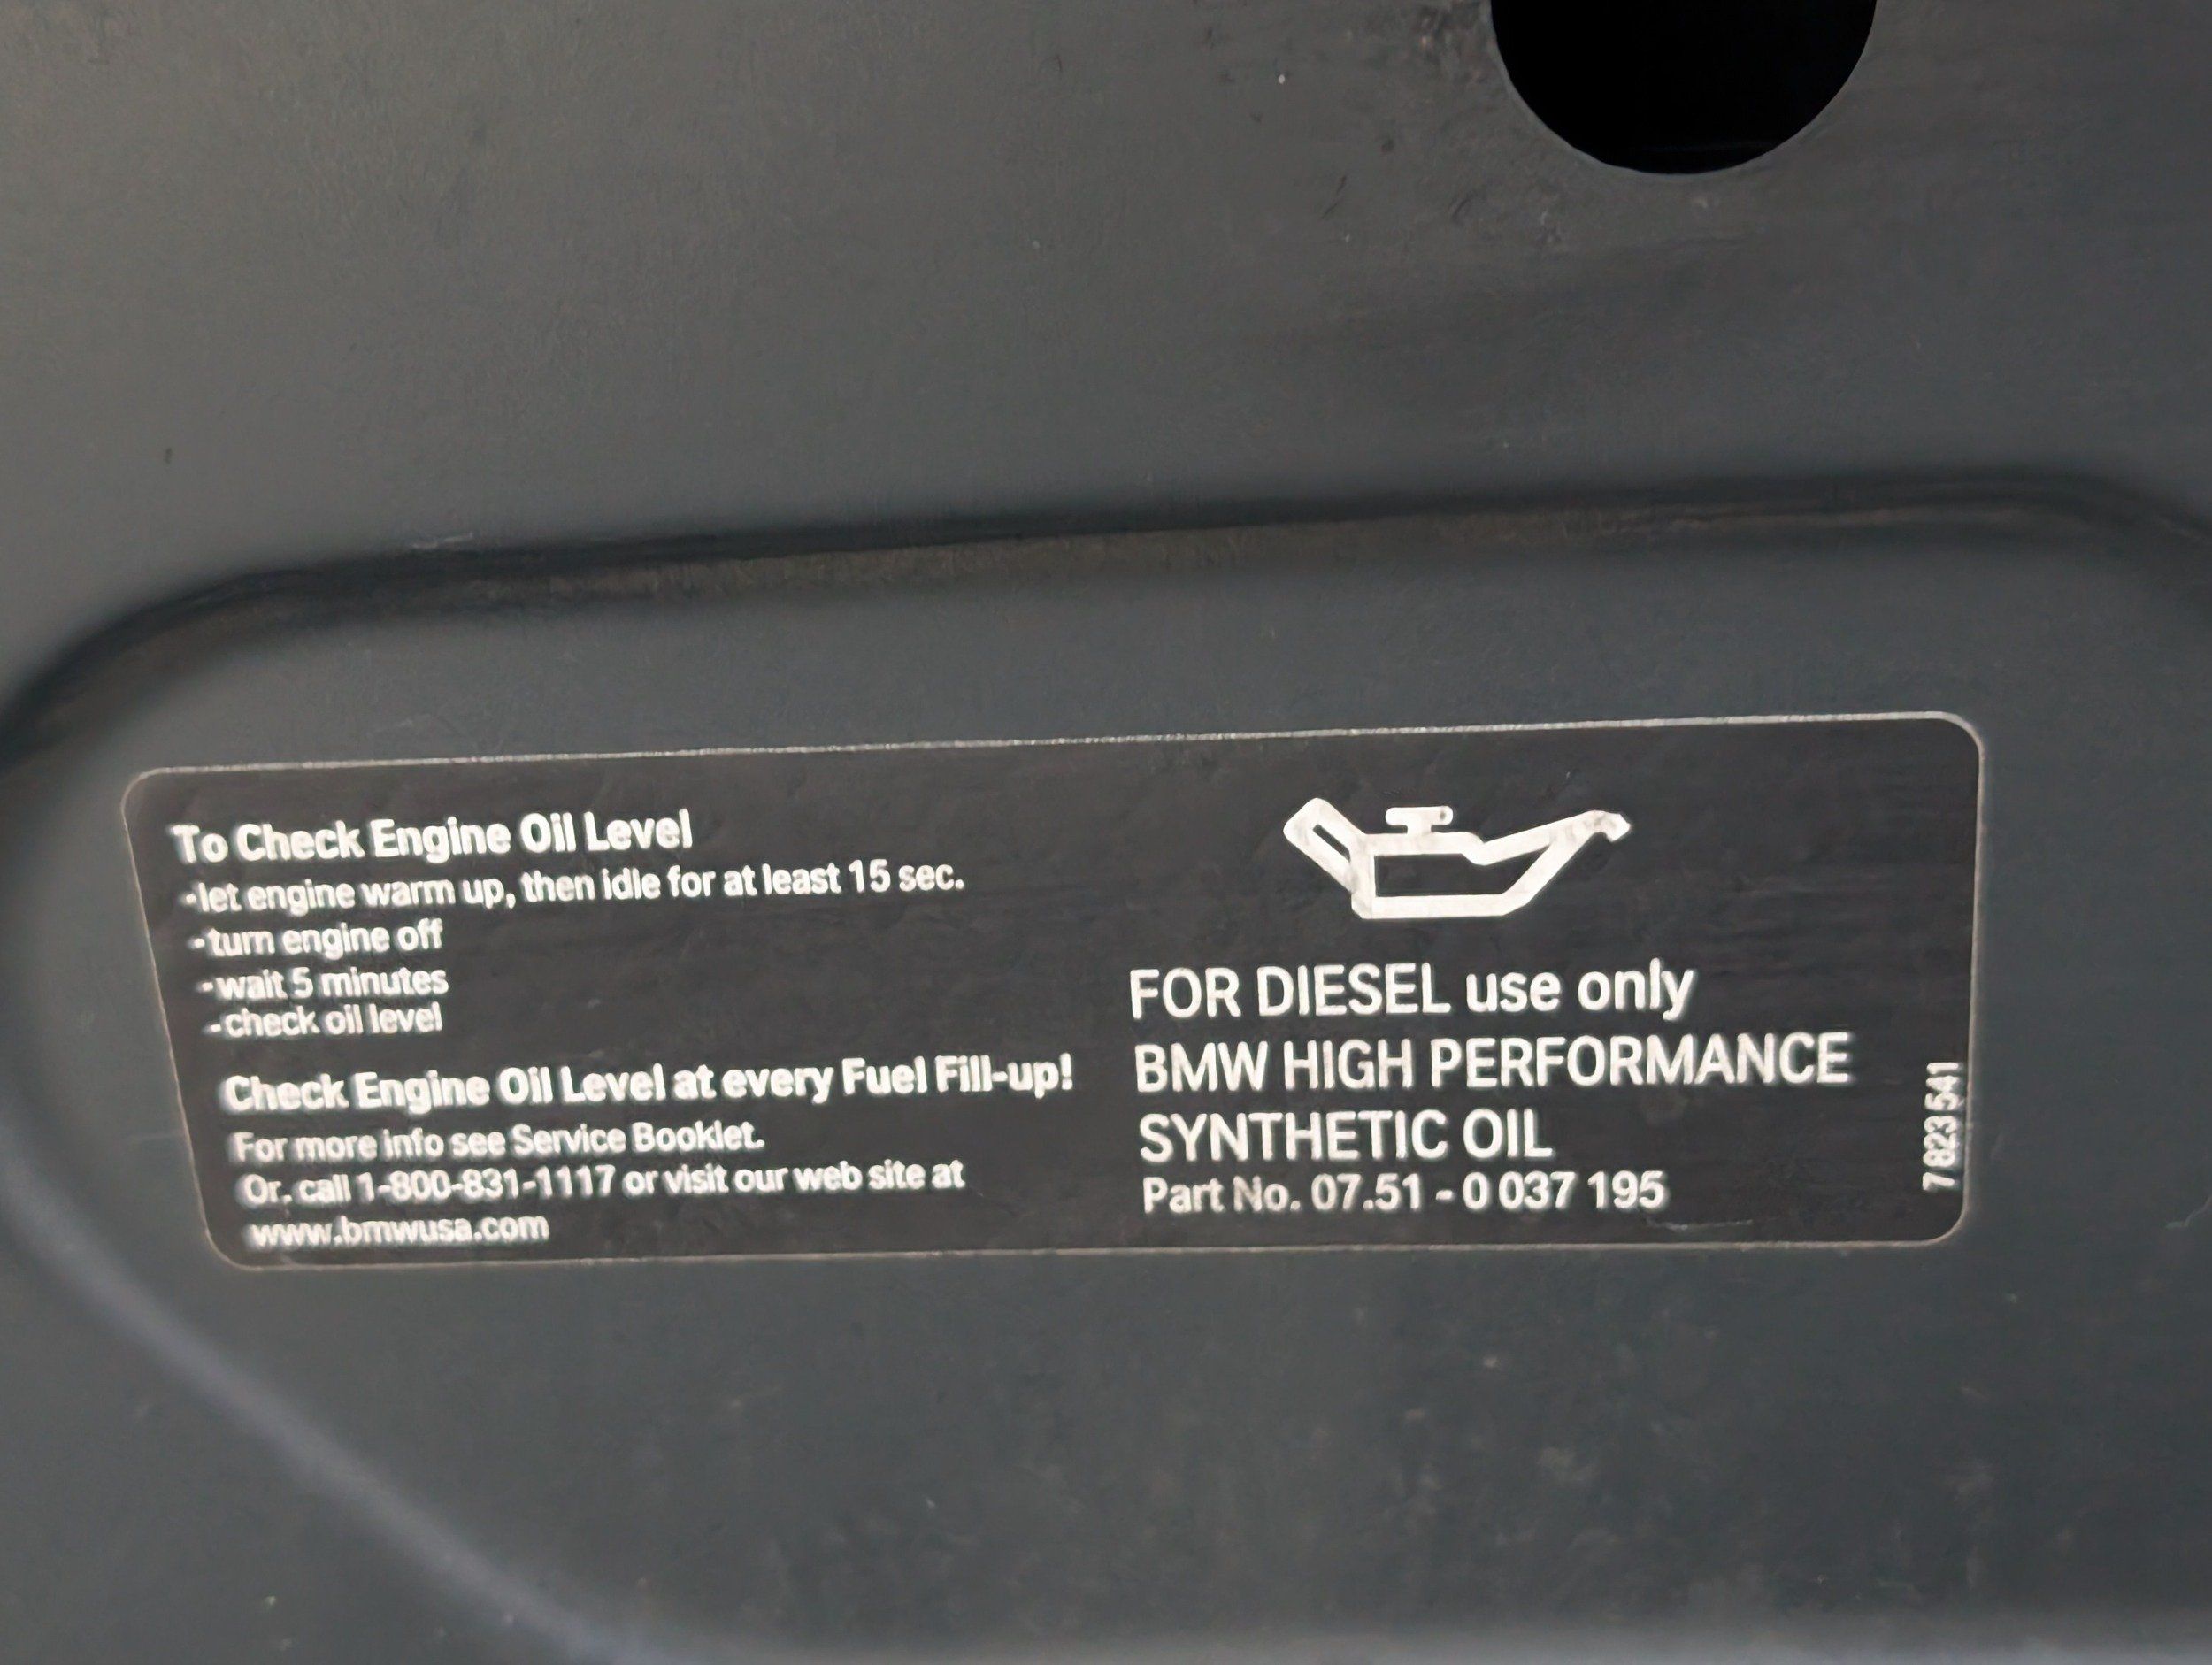 To Check Engine Oil Level
-let engine warm up, then idle for at least 15 sec.
-turn engine off
-wait 5 minutes
-check oil level
Check Engine Oil Level at every Fuel Fill-up!
For more info see Service Booklet.
Or, call 1-800-831-1117 or visit our web site at
www.bmwusa.com
FOR DIESEL use only
BMW HIGH PERFORMANCE
SYNTHETIC OIL
Part No. 07.51 - 0 037 195
7 823 541